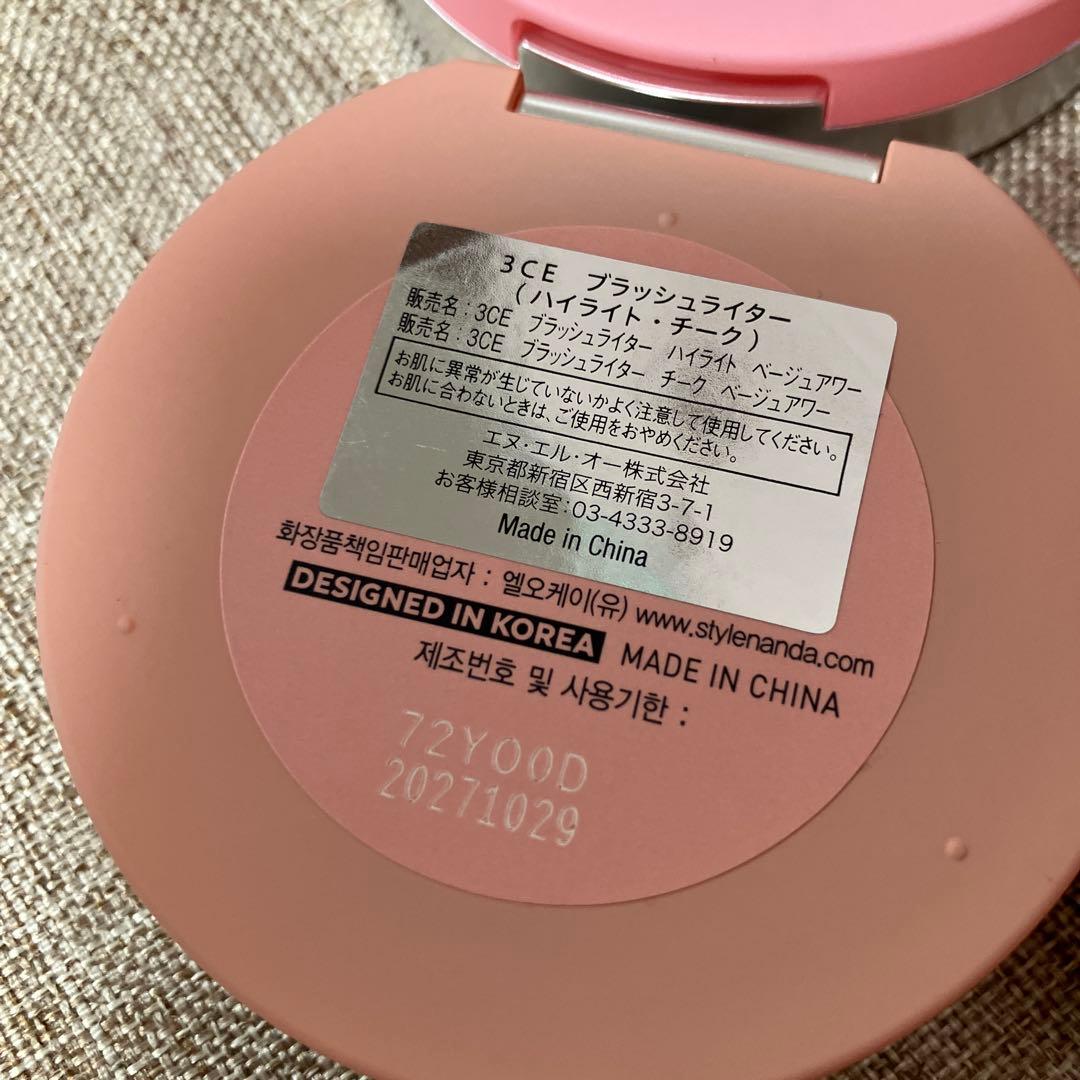 3CE ブラッシュライター
(ハイライト・チーク)
販売名:3CE ブラッシュライター ハイライト ベージュアワー
販売名:3CE ブラッシュライター チーク ベージュアワー
お肌に異常が生じていないかよく注意して使用してください。
お肌に合わないときは、ご使用をおやめください。
エヌ・エル・オー株式会社
東京都新宿区西新宿3-7-1
お客様相談室:03-4333-8919
Made in China
화장품책임판매업자 : 엘오케이(유) www.stylenanda.com
DESIGNED IN KOREA MADE IN CHINA
제조번호 및 사용기한 :
72YOOD
20271029